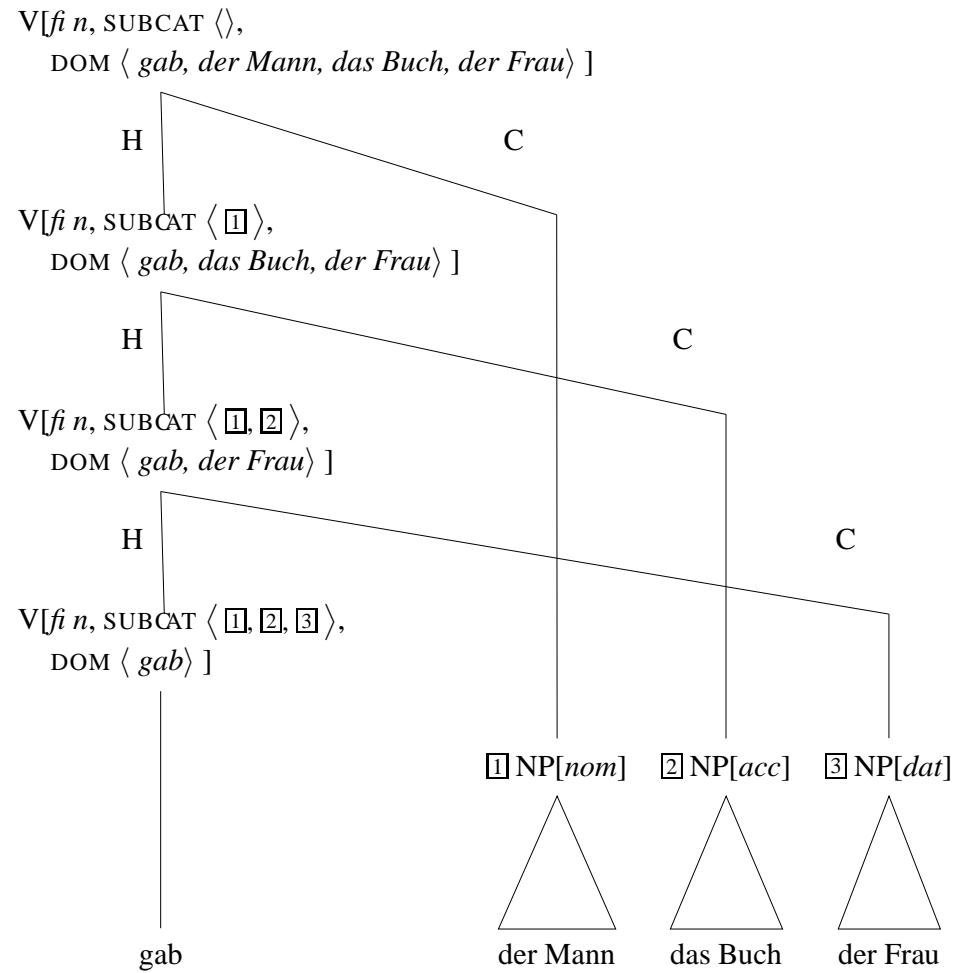 V[fin, SUBCAT ⟨⟩,
DOM ⟨ gab, der Mann, das Buch, der Frau⟩ ]
H C
V[fin, SUBCAT ⟨ 1 ⟩,
DOM ⟨ gab, das Buch, der Frau⟩ ]
H C
V[fin, SUBCAT ⟨ 1, 2 ⟩,
DOM ⟨ gab, der Frau⟩ ]
H C
V[fin, SUBCAT ⟨ 1, 2, 3 ⟩,
DOM ⟨ gab⟩ ]
1 NP[nom] 2 NP[acc] 3 NP[dat]
gab der Mann das Buch der Frau